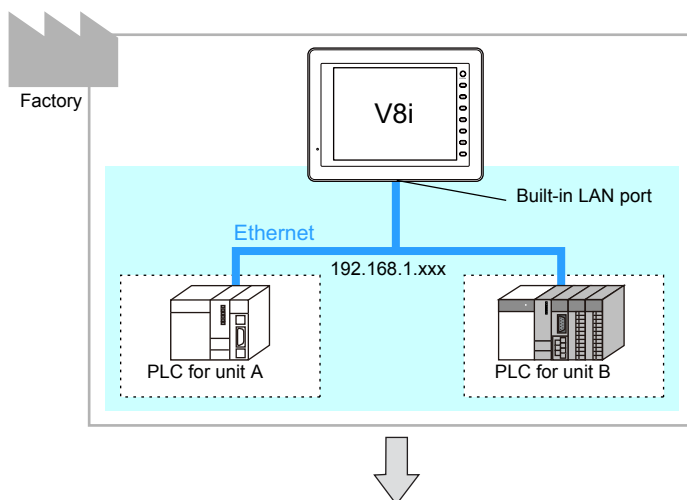 Factory
V8i
Built-in LAN port
Ethernet
192.168.1.xxx
PLC for unit A
PLC for unit B